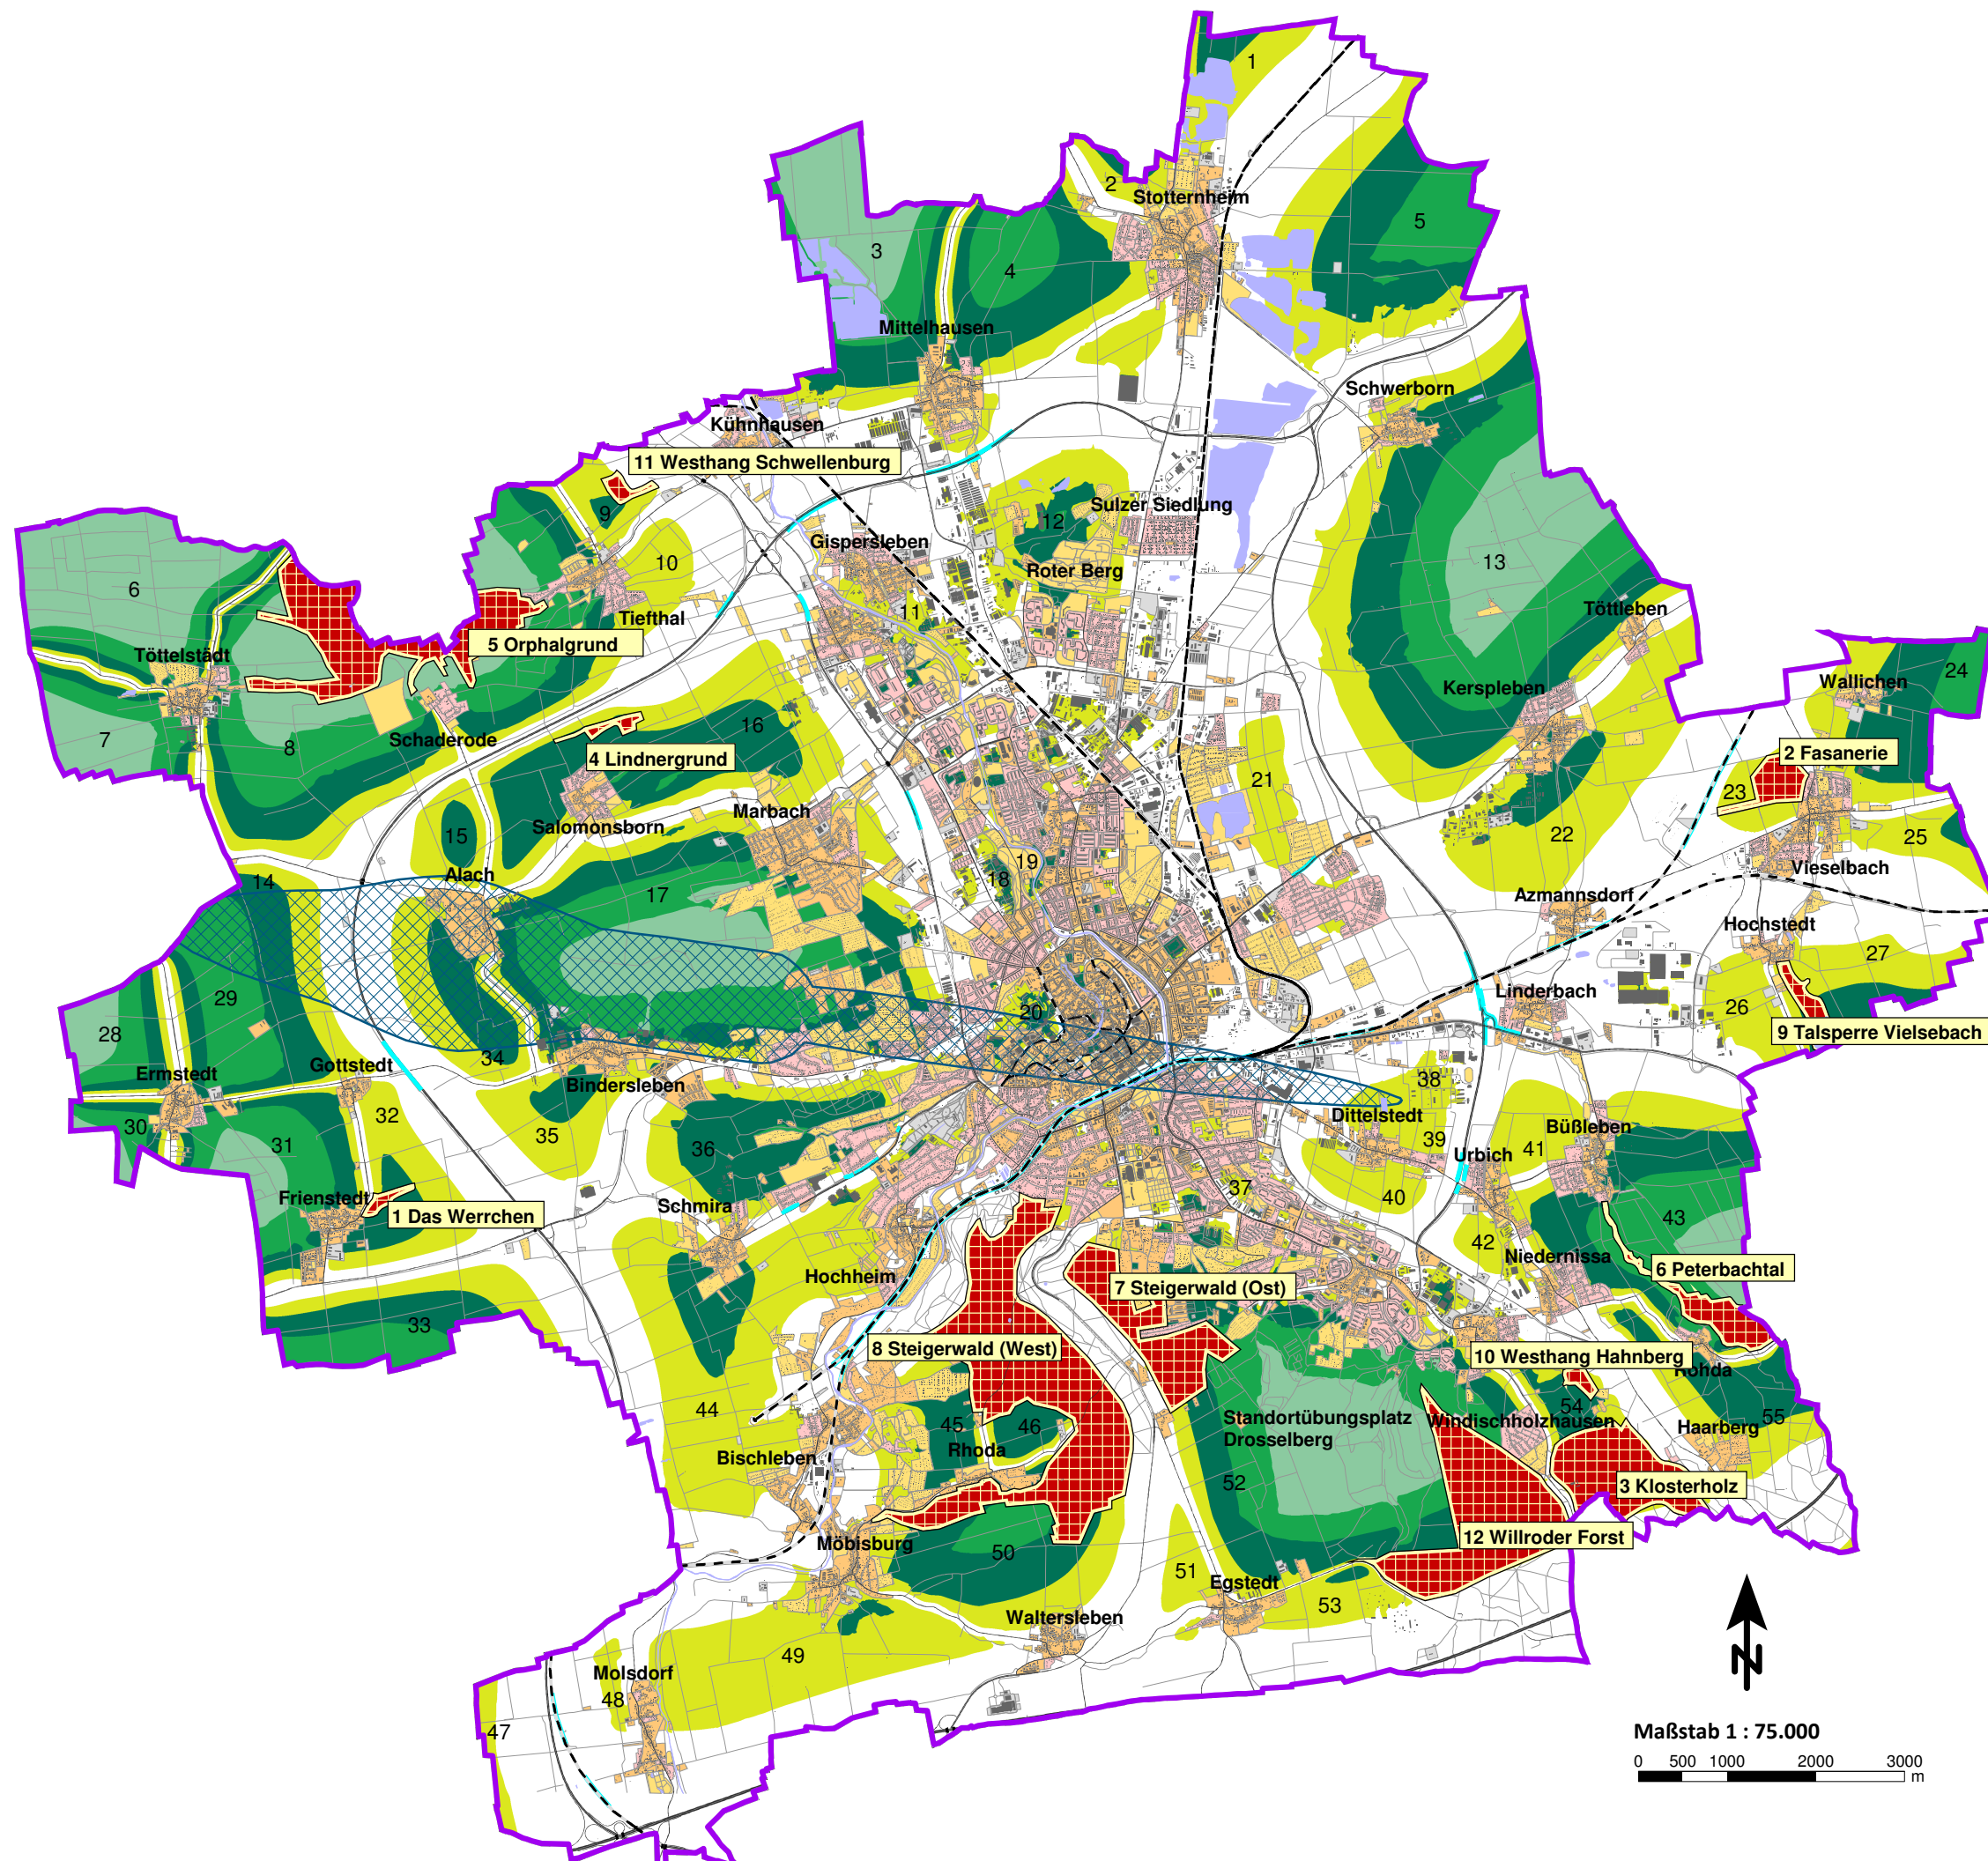 1
2
Stotternheim
3
4
5
Mittelhausen
Schwerborn
Kühnhausen
11 Westhang Schwellenburg
9
12
Sulzer Siedlung
Gispersleben
10
Roter Berg
13
6
11
Tiefthal
Töttleben
5 Orphalgrund
Töttelstädt
Kerspleben
Wallichen
24
7
8
Schaderode
16
4 Lindnergrund
2 Fasanerie
21
23
Marbach
Salomonsborn
15
22
25
19
Vieselbach
14
Alach
18
17
Azmannsdorf
Hochstedt
27
29
Linderbach
28
20
26
9 Talsperre Vielsebach
34
Gottstedt
Ermstedt
Bindersleben
38
32
Dittelstedt
30
31
35
36
39
41
Büßleben
Urbich
Frienstedt
1 Das Werrchen
Schmira
37
40
43
42
Niedernissa
Hochheim
6 Peterbachtal
7 Steigerwald (Ost)
33
8 Steigerwald (West)
10 Westhang Hahnberg
Rohda
44
45
46
Standortübungsplatz
Drosselberg
54
Windischholzhausen
55
Haarberg
Rhoda
Bischleben
52
3 Klosterholz
12 Willroder Forst
Möbisburg
50
51
Egstedt
53
Waltersleben
49
Molsdorf
48
47
N
Maßstab 1 : 75.000
0 500 1000 2000 3000
m